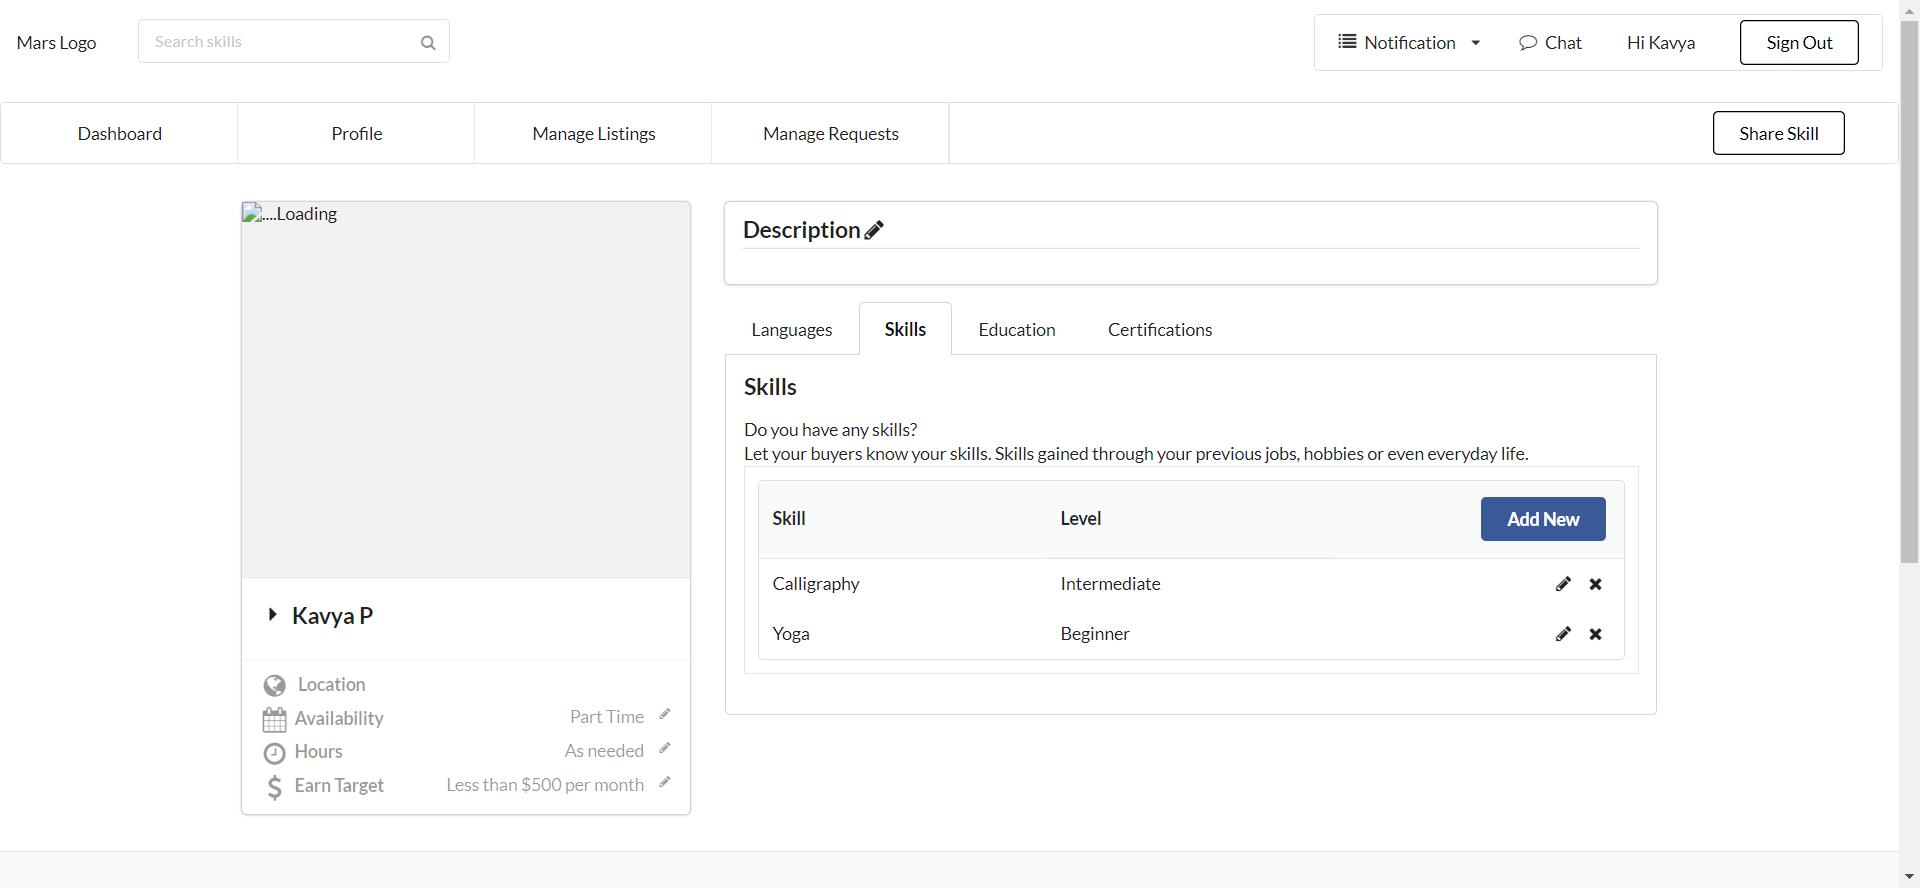 Mars Logo
Search skills
Notification
Chat
Hi Kavya
Sign Out
Dashboard
Profile
Manage Listings
Manage Requests
Share Skill
....Loading
Kavya P
Location
Availability Part Time
Hours As needed
Earn Target Less than $500 per month
Description
Languages
Skills
Education
Certifications
Skills
Do you have any skills?
Let your buyers know your skills. Skills gained through your previous jobs, hobbies or even everyday life.
Skill Level Add New
Calligraphy Intermediate
Yoga Beginner